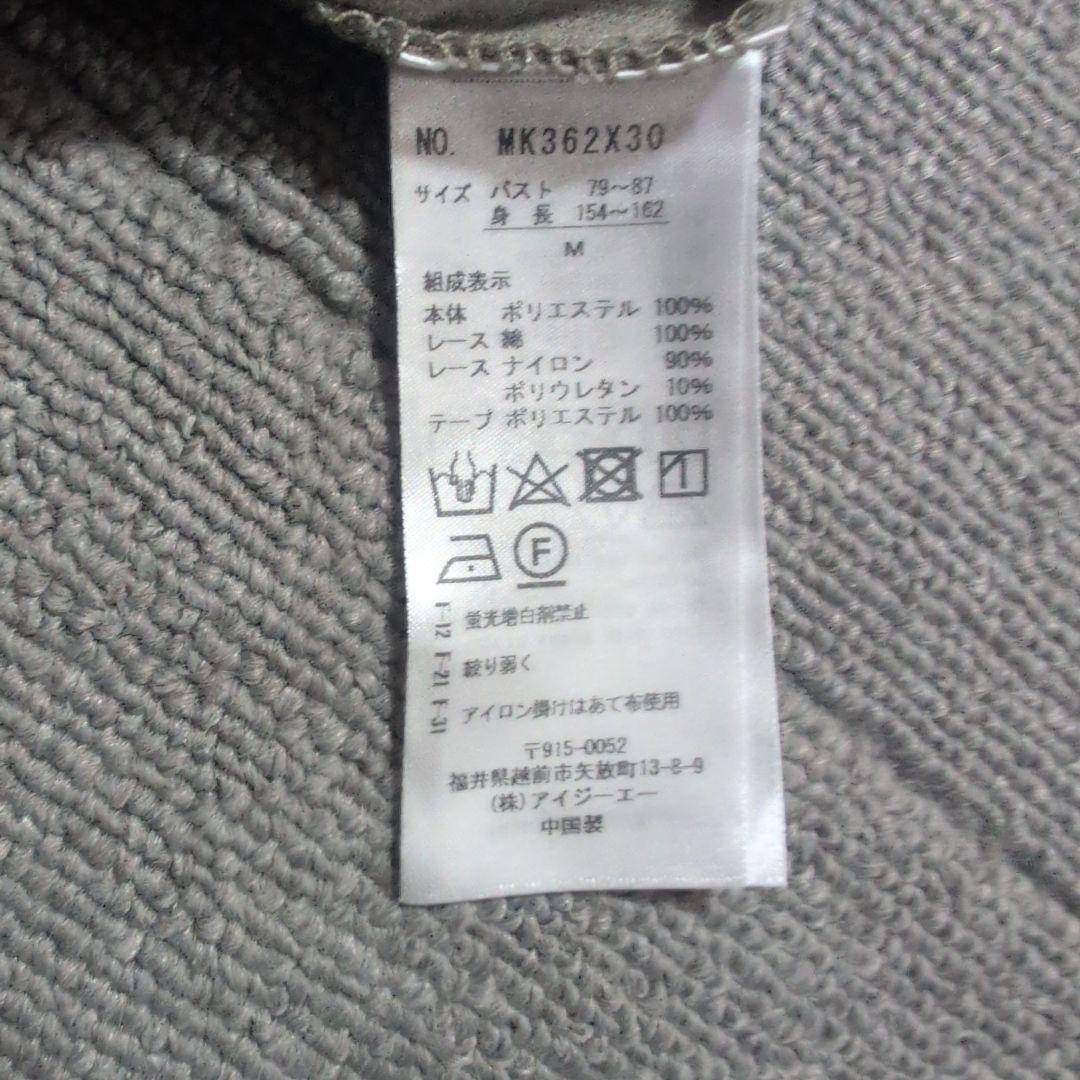 NO. MK362X30
サイズ バスト 79～87
身 長 154～162
M
組成表示
本体 ポリエステル 100%
レース 綿 100%
レース ナイロン 90%
ポリウレタン 10%
テープ ポリエステル 100%
F
F-12 F-21 F-31
蛍光増白剤禁止
絞り弱く
アイロン掛けはあて布使用
〒915-0052
福井県越前市矢放町13-8-9
(株)アイジーエー
中国製